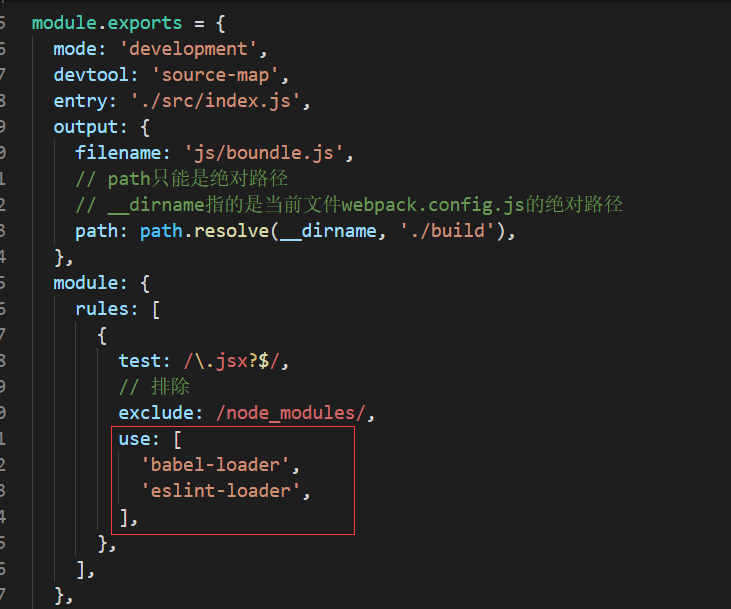 5 module.exports = {
6 mode: 'development',
7 devtool: 'source-map',
8 entry: './src/index.js',
9 output: {
0 filename: 'js/boundle.js',
1 // path只能是绝对路径
2 // __dirname指的是当前文件webpack.config.js的绝对路径
3 path: path.resolve(__dirname, './build'),
4 },
5 module: {
6 rules: [
7 {
8 test: /\.jsx?$/,
9 // 排除
0 exclude: /node_modules/,
1 use: [
2 'babel-loader',
3 'eslint-loader',
4 ],
5 },
6 ],
7 },